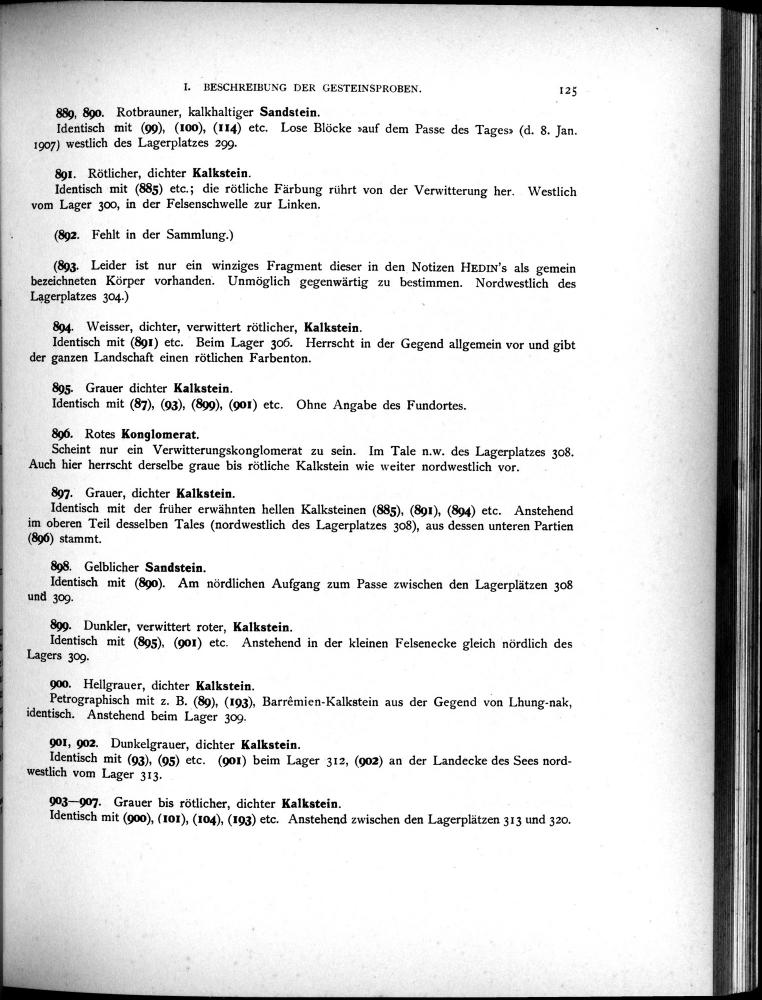 I. BESCHREIBUNG DER GESTEINSPROBEN. 125
889, 890. Rotbrauner, kalkhaltiger Sandstein.
Identisch mit (99), (100), (114) etc. Lose Blöcke »auf dem Passe des Tages» (d. 8. Jan.
1907) westlich des Lagerplatzes 299.
891. Rötlicher, dichter Kalkstein.
Identisch mit (885) etc.; die rötliche Färbung rührt von der Verwitterung her. Westlich
vom Lager 300, in der Felsenschwelle zur Linken.
(892. Fehlt in der Sammlung.)
(893. Leider ist nur ein winziges Fragment dieser in den Notizen HEDIN's als gemein
bezeichneten Körper vorhanden. Unmöglich gegenwärtig zu bestimmen. Nordwestlich des
Lagerplatzes 304.)
894. Weisser, dichter, verwittert rötlicher, Kalkstein.
Identisch mit (891) etc. Beim Lager 306. Herrscht in der Gegend allgemein vor und gibt
der ganzen Landschaft einen rötlichen Farbenton.
895. Grauer dichter Kalkstein.
Identisch mit (87), (93), (899), (901) etc. Ohne Angabe des Fundortes.
896. Rotes Konglomerat.
Scheint nur ein Verwitterungskonglomerat zu sein. Im Tale n.w. des Lagerplatzes 308.
Auch hier herrscht derselbe graue bis rötliche Kalkstein wie weiter nordwestlich vor.
897. Grauer, dichter Kalkstein.
Identisch mit der früher erwähnten hellen Kalksteinen (885), (891), (894) etc. Anstehend
im oberen Teil desselben Tales (nordwestlich des Lagerplatzes 308), aus dessen unteren Partien
(896) stammt.
898. Gelblicher Sandstein.
Identisch mit (890). Am nördlichen Aufgang zum Passe zwischen den Lagerplätzen 308
und 309.
899. Dunkler, verwittert roter, Kalkstein.
Identisch mit (895), (901) etc. Anstehend in der kleinen Felsenecke gleich nördlich des
Lagers 309.
900. Hellgrauer, dichter Kalkstein.
Petrographisch mit z. B. (89), (193), Barrêmien-Kalkstein aus der Gegend von Lhung-nak,
identisch. Anstehend beim Lager 309.
901, 902. Dunkelgrauer, dichter Kalkstein.
Identisch mit (93), (95) etc. (901) beim Lager 312, (902) an der Landecke des Sees nord-
westlich vom Lager 313.
903—907. Grauer bis rötlicher, dichter Kalkstein.
Identisch mit (900), (101), (104), (193) etc. Anstehend zwischen den Lagerplätzen 313 und 320.